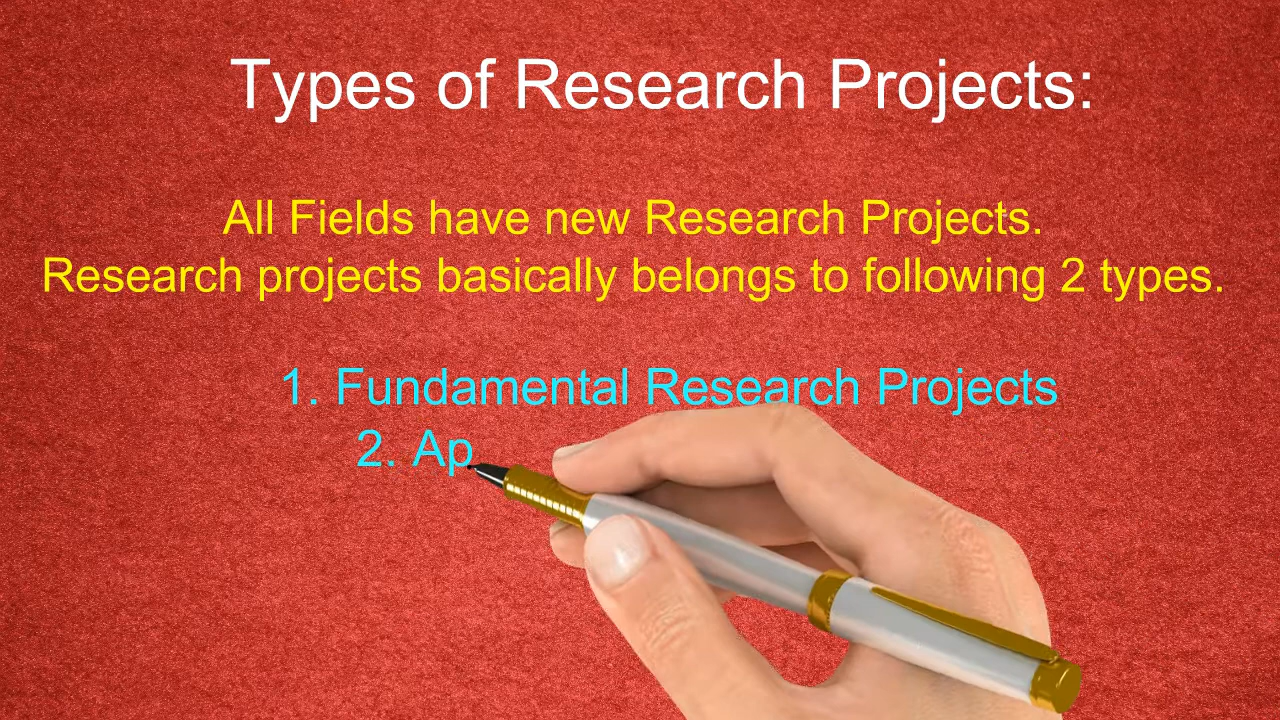 Types of Research Projects:
All Fields have new Research Projects.
Research projects basically belongs to following 2 types.
1. Fundamental Research Projects
2. Ap